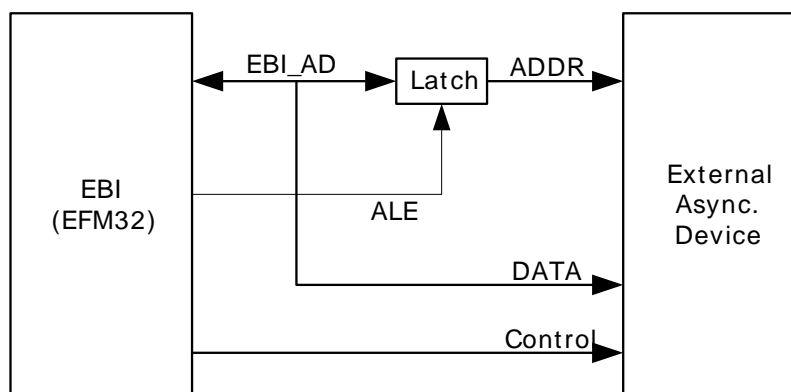 EBI_AD
Latch
ADDR
EBI
(EFM32)
ALE
External
Async.
Device
DATA
Control